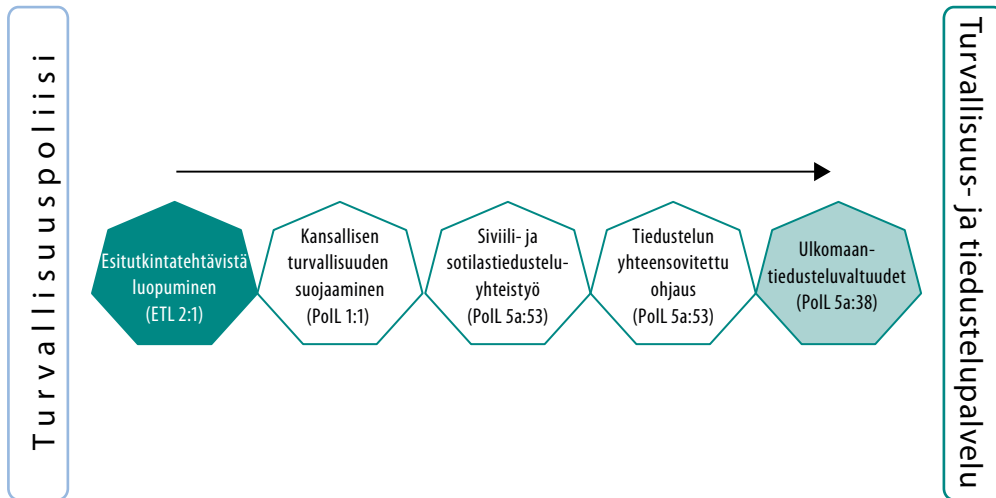 Turvallisuuspoliisi
Esitutkintatehtävistä
luopuminen
(ETL 2:1)
Kansallisen
turvallisuuden
suojaaminen
(PolL 1:1)
Siviili- ja
sotilastiedustelu-
yhteistyö
(PolL 5a:53)
Tiedustelun
yhteensovitettu
ohjaus
(PolL 5a:53)
Ulkomaan-
tiedusteluvaltuudet
(PolL 5a:38)
Turvallisuus- ja tiedustelupalvelu